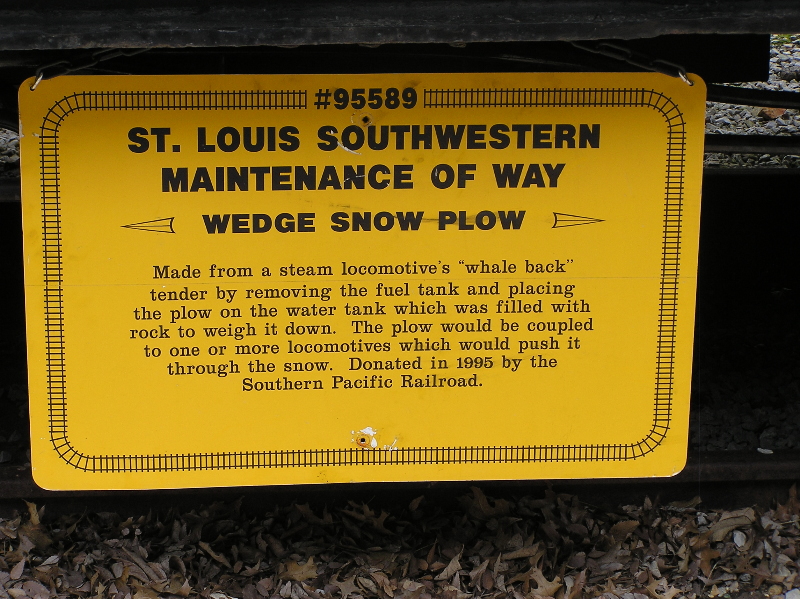 #95589
ST. LOUIS SOUTHWESTERN
MAINTENANCE OF WAY
WEDGE SNOW PLOW
Made from a steam locomotive's "whale back"
tender by removing the fuel tank and placing
the plow on the water tank which was filled with
rock to weigh it down. The plow would be coupled
to one or more locomotives which would push it
through the snow. Donated in 1995 by the
Southern Pacific Railroad.